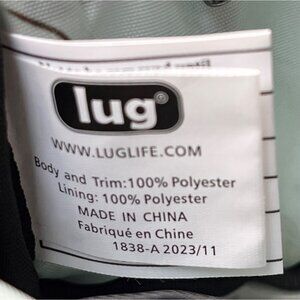 lug®
WWW.LUGLIFE.COM
Body and Trim:100% Polyester
Lining: 100% Polyester
MADE IN CHINA
Fabriqué en Chine
1838-A 2023/11